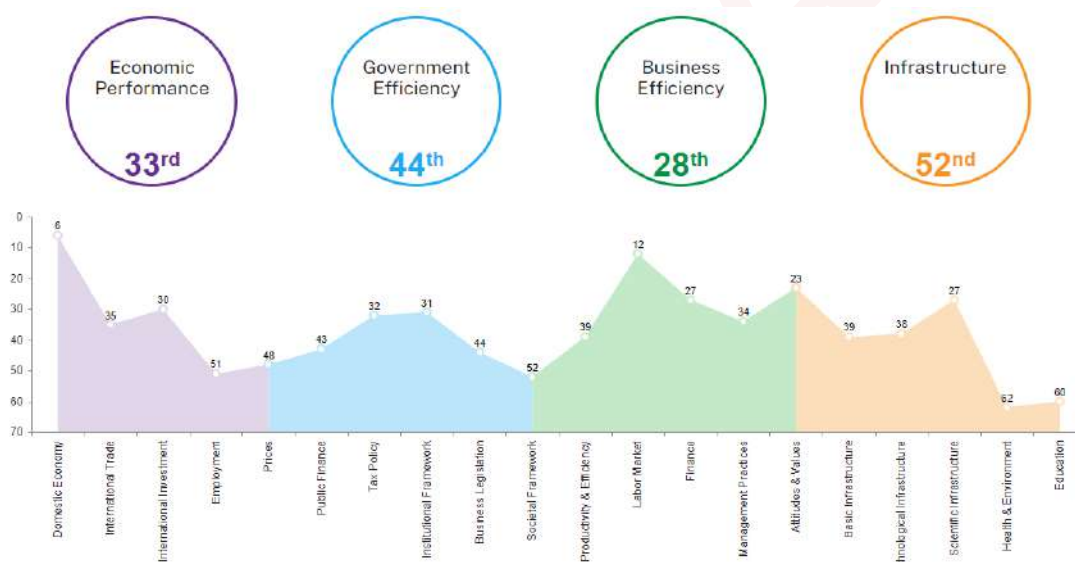 Economic
Performance
33rd
Government
Efficiency
44th
Business
Efficiency
28th
Infrastructure
52nd
0
10
20
30
40
50
60
70
6
35
30
51
48
43
32
31
44
52
39
12
27
34
23
39
38
27
62
60
Domestic Economy
International Trade
International Investment
Employment
Prices
Public Finance
Tax Policy
Institutional Framework
Business Legislation
Societal Framework
Productivity & Efficiency
Labor Market
Finance
Management Practices
Attitudes & Values
Basic Infrastructure
hnological Infrastructure
Scientific Infrastructure
Health & Environment
Education